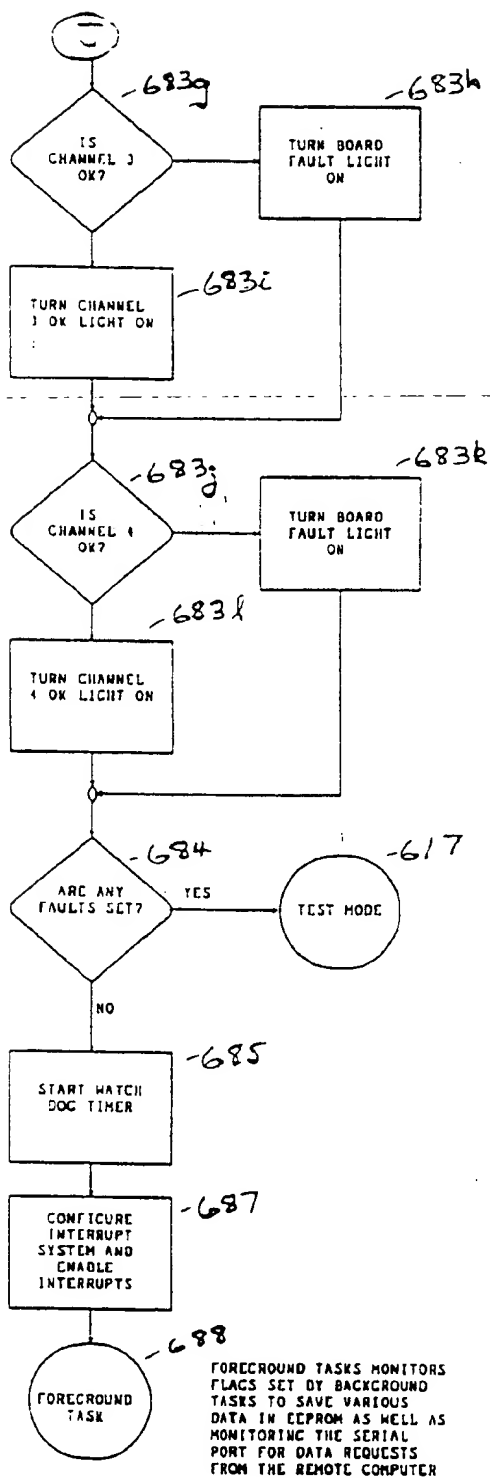 683g
683h
IS
CHANNEL 3
OK?
TURN BOARD
FAULT LIGHT
ON
683i
TURN CHANNEL
3 OK LIGHT ON
683j
683k
IS
CHANNEL 4
OK?
TURN BOARD
FAULT LIGHT
ON
683l
TURN CHANNEL
4 OK LIGHT ON
684
617
ARE ANY
FAULTS SET?
YES
TEST MODE
NO
685
START WATCH
DOG TIMER
687
CONFIGURE
INTERRUPT
SYSTEM AND
ENABLE
INTERRUPTS
688
FOREGROUND
TASK
FOREGROUND TASKS MONITORS
FLAGS SET BY BACKGROUND
TASKS TO SAVE VARIOUS
DATA IN EEPROM AS WELL AS
MONITORING THE SERIAL
PORT FOR DATA REQUESTS
FROM THE REMOTE COMPUTER